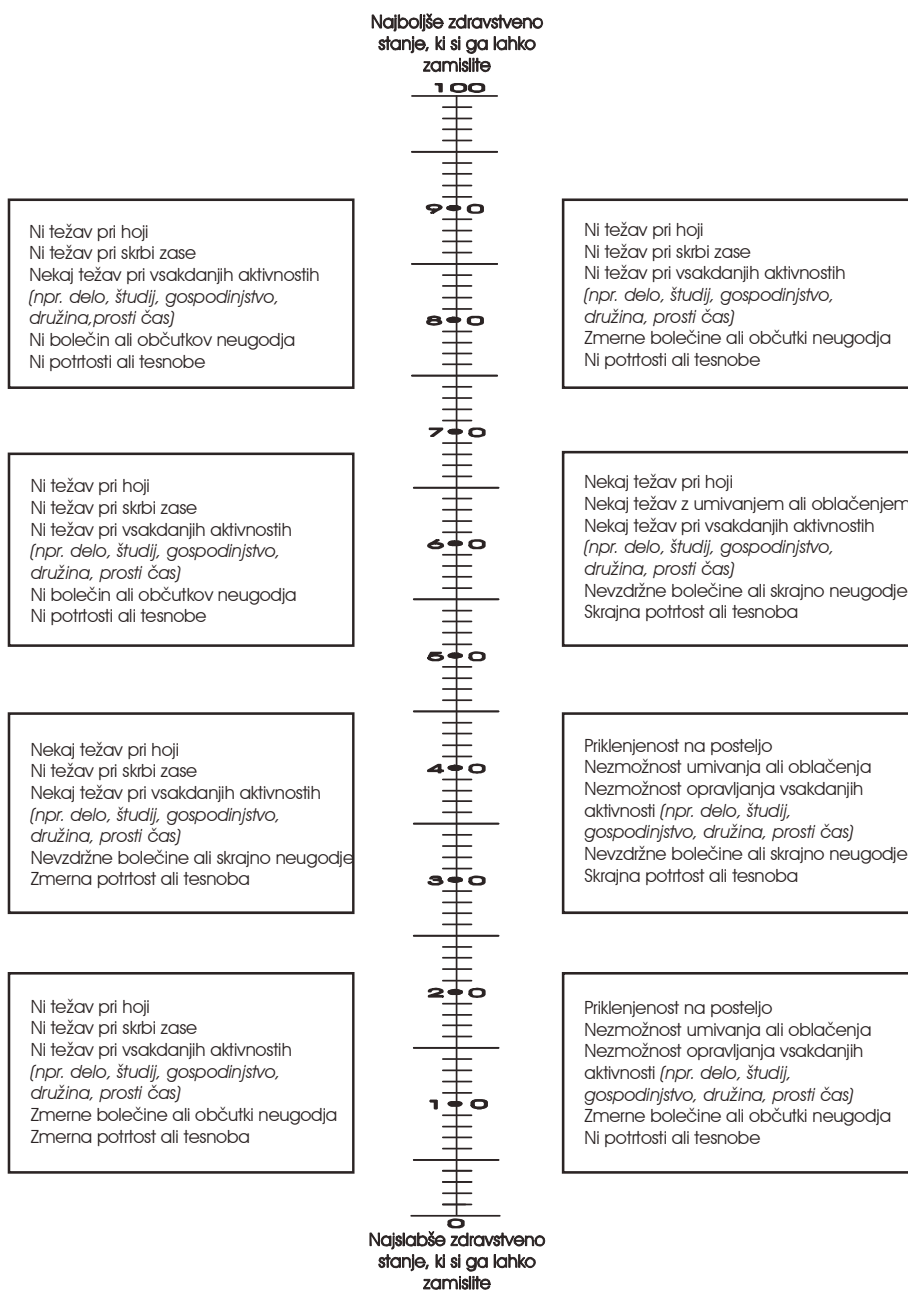 Najboljše zdravstveno
stanje, ki si ga lahko
zamislite
100
90
80
70
60
50
40
30
20
10
0
Najslabše zdravstveno
stanje, ki si ga lahko
zamislite
Ni težav pri hoji
Ni težav pri skrbi zase
Nekaj težav pri vsakdanjih aktivnostih
(npr. delo, študij, gospodinjstvo,
družina,prosti čas)
Ni bolečin ali občutkov neugodja
Ni potrtosti ali tesnobe
Ni težav pri hoji
Ni težav pri skrbi zase
Ni težav pri vsakdanjih aktivnostih
(npr. delo, študij, gospodinjstvo,
družina, prosti čas)
Zmerne bolečine ali občutki neugodja
Ni potrtosti ali tesnobe
Ni težav pri hoji
Ni težav pri skrbi zase
Ni težav pri vsakdanjih aktivnostih
(npr. delo, študij, gospodinjstvo,
družina, prosti čas)
Ni bolečin ali občutkov neugodja
Ni potrtosti ali tesnobe
Nekaj težav pri hoji
Nekaj težav z umivanjem ali oblačenjem
Nekaj težav pri vsakdanjih aktivnostih
(npr. delo, študij, gospodinjstvo,
družina, prosti čas)
Nevzdržne bolečine ali skrajno neugodje
Skrajna potrtost ali tesnoba
Nekaj težav pri hoji
Ni težav pri skrbi zase
Nekaj težav pri vsakdanjih aktivnostih
(npr. delo, študij, gospodinjstvo,
družina, prosti čas)
Nevzdržne bolečine ali skrajno neugodje
Zmerna potrtost ali tesnoba
Priklenjenost na posteljo
Nezmožnost umivanja ali oblačenja
Nezmožnost opravljanja vsakdanjih
aktivnosti (npr. delo, študij,
gospodinjstvo, družina, prosti čas)
Nevzdržne bolečine ali skrajno neugodje
Skrajna potrtost ali tesnoba
Ni težav pri hoji
Ni težav pri skrbi zase
Ni težav pri vsakdanjih aktivnostih
(npr. delo, študij, gospodinjstvo,
družina, prosti čas)
Zmerne bolečine ali občutki neugodja
Zmerna potrtost ali tesnoba
Priklenjenost na posteljo
Nezmožnost umivanja ali oblačenja
Nezmožnost opravljanja vsakdanjih
aktivnosti (npr. delo, študij,
gospodinjstvo, družina, prosti čas)
Zmerne bolečine ali občutki neugodja
Ni potrtosti ali tesnobe